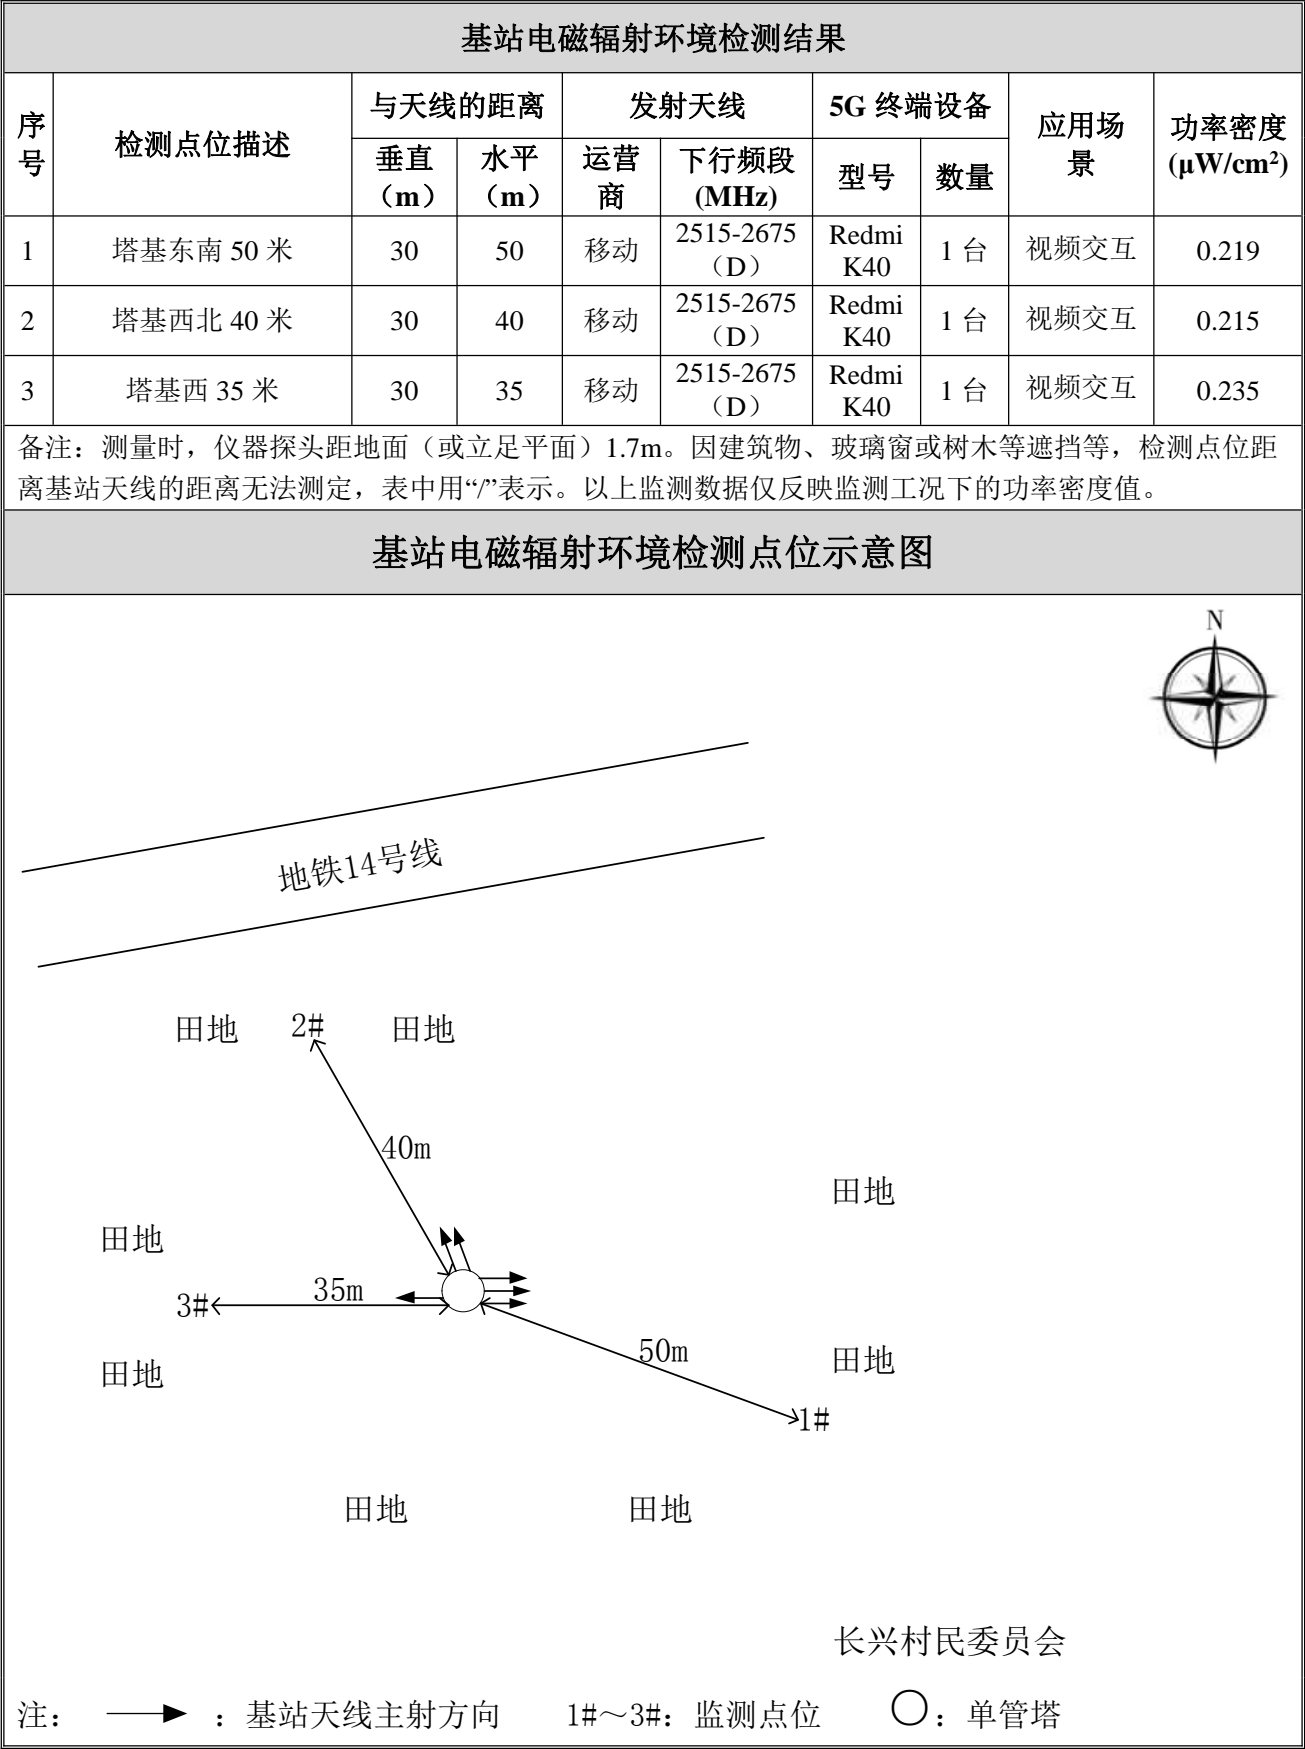 基站电磁辐射环境检测结果
序号 检测点位描述 与天线的距离 发射天线 5G 终端设备 应用场景 功率密度(μW/cm²)
垂直（m） 水平（m） 运营商 下行频段(MHz) 型号 数量
1 塔基东南 50 米 30 50 移动 2515-2675（D） Redmi K40 1 台 视频交互 0.219
2 塔基西北 40 米 30 40 移动 2515-2675（D） Redmi K40 1 台 视频交互 0.215
3 塔基西 35 米 30 35 移动 2515-2675（D） Redmi K40 1 台 视频交互 0.235
备注：测量时，仪器探头距地面（或立足平面）1.7m。因建筑物、玻璃窗或树木等遮挡等，检测点位距
离基站天线的距离无法测定，表中用“/”表示。以上监测数据仅反映监测工况下的功率密度值。
基站电磁辐射环境检测点位示意图
N
地铁14号线
田地 2# 田地
40m
田地
田地
35m
3#
50m
田地 田地
1#
田地 田地
长兴村民委员会
注： ：基站天线主射方向 1#～3#：监测点位 ：单管塔